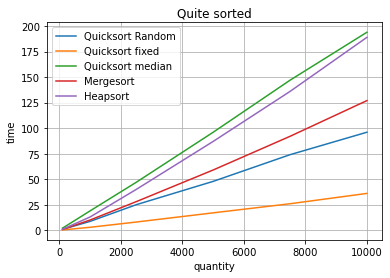 Quite sorted
Quicksort Random
Quicksort fixed
Quicksort median
Mergesort
Heapsort
time
200
175
150
125
100
75
50
25
0
0
2000
4000
6000
8000
10000
quantity